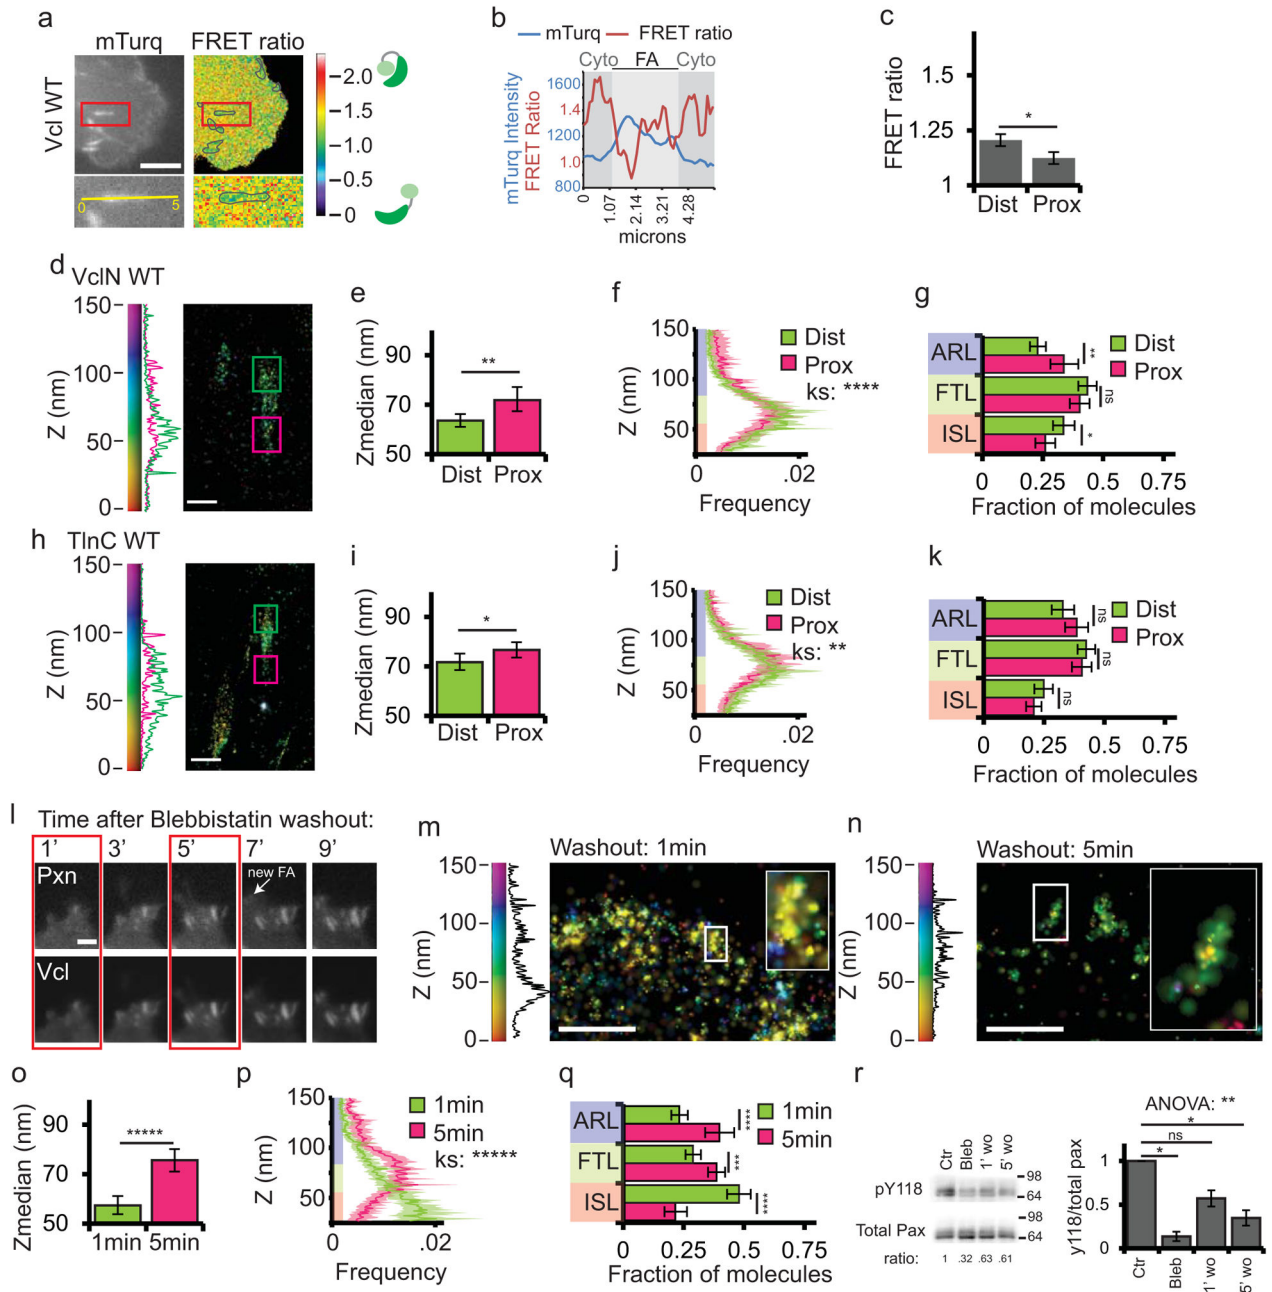 a
mTurq FRET ratio
Vcl WT
2.0
1.5
1.0
0.5
0
0 5
b
mTurq FRET ratio
Cyto FA Cyto
mTurq Intensity
FRET Ratio
1600
1.4
1200
1.0
800
0 1.07 2.14 3.21 4.28
microns
c
FRET ratio
1.5
1.25
1
*
Dist Prox
d
VclN WT
Z (nm)
150
100
50
0
e
Zmedian (nm)
90
70
50
**
Dist Prox
f
Z (nm)
150
100
50
Dist
Prox
ks: ****
0 .02
Frequency
g
ARL
FTL
ISL
Dist
Prox
**
ns
*
0 0.25 0.5 0.75
Fraction of molecules
h
TlnC WT
Z (nm)
150
100
50
0
i
Zmedian (nm)
90
70
50
*
Dist Prox
j
Z (nm)
150
100
50
Dist
Prox
ks: **
0 .02
Frequency
k
ARL
FTL
ISL
Dist
Prox
ns
ns
ns
0 0.25 0.5 0.75
Fraction of molecules
l
Time after Blebbistatin washout:
1' 3' 5' 7' 9'
Pxn
new FA
Vcl
m
Washout: 1min
Z (nm)
150
100
50
0
n
Washout: 5min
Z (nm)
150
100
50
0
o
Zmedian (nm)
90
70
50
*****
1min 5min
p
Z (nm)
150
100
50
1min
5min
ks: *****
0 .02
Frequency
q
ARL
FTL
ISL
1min
5min
****
***
****
0 0.25 0.5 0.75
Fraction of molecules
r
Ctr Bleb 1' wo 5' wo
pY118
98
64
Total Pax
98
64
ratio: 1 .32 .63 .61
ANOVA: **
*
ns
*
y118/total pax
1
0.5
0
Ctr Bleb 1' wo 5' wo